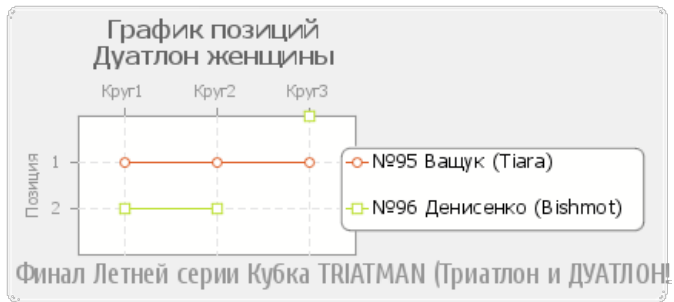 График позиций
Дуатлон женщины
Круг1 Круг2 Круг3
Позиция
1
2
№95 Ващук (Tiara)
№96 Денисенко (Bishmot)
Финал Летней серии Кубка TRIATMAN (Триатлон и ДУАТЛОН!